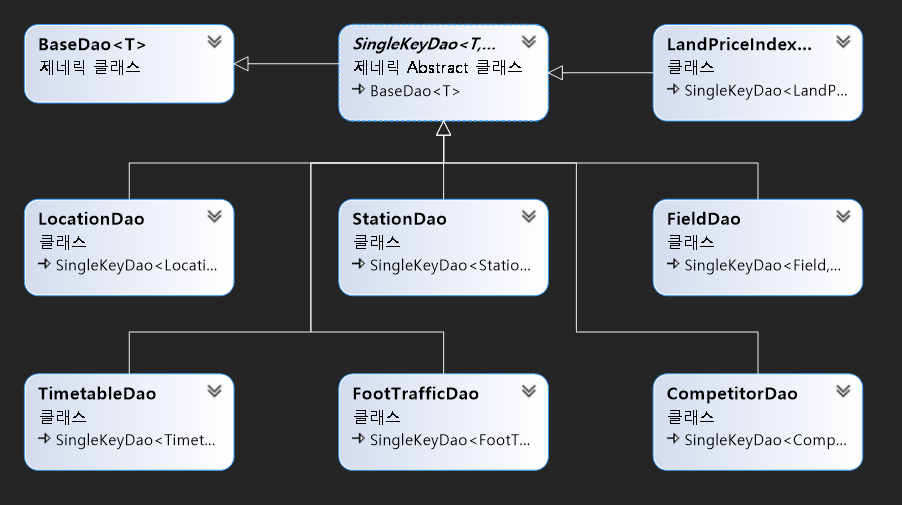 BaseDao<T>
제네릭 클래스
SingleKeyDao<T,...
제네릭 Abstract 클래스
BaseDao<T>
LandPriceIndex...
클래스
SingleKeyDao<LandP...
LocationDao
클래스
SingleKeyDao<Locati...
StationDao
클래스
SingleKeyDao<Statio...
FieldDao
클래스
SingleKeyDao<Field,...
TimetableDao
클래스
SingleKeyDao<Timet...
FootTrafficDao
클래스
SingleKeyDao<FootT...
CompetitorDao
클래스
SingleKeyDao<Comp...